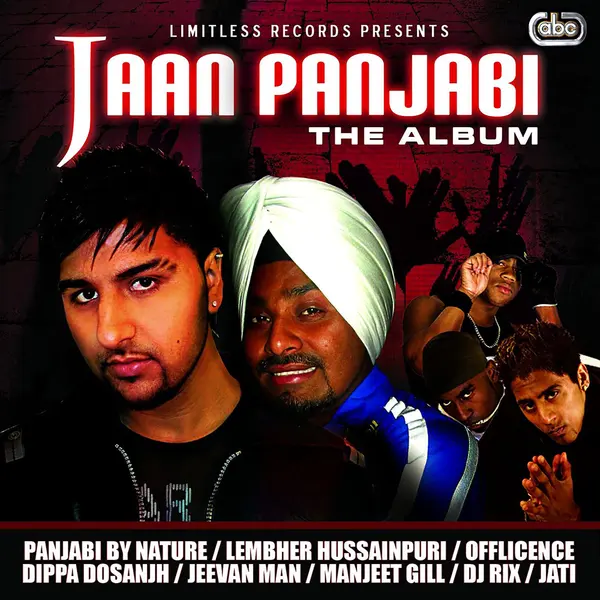 LIMITLESS RECORDS PRESENTS
abc
JAAN PANJABI
THE ALBUM
PANJABI BY NATURE / LEMBHER HUSSAINPURI / OFFLICENCE
DIPPA DOSANJH / JEEVAN MAN / MANJEET GILL / DJ RIX / JATI